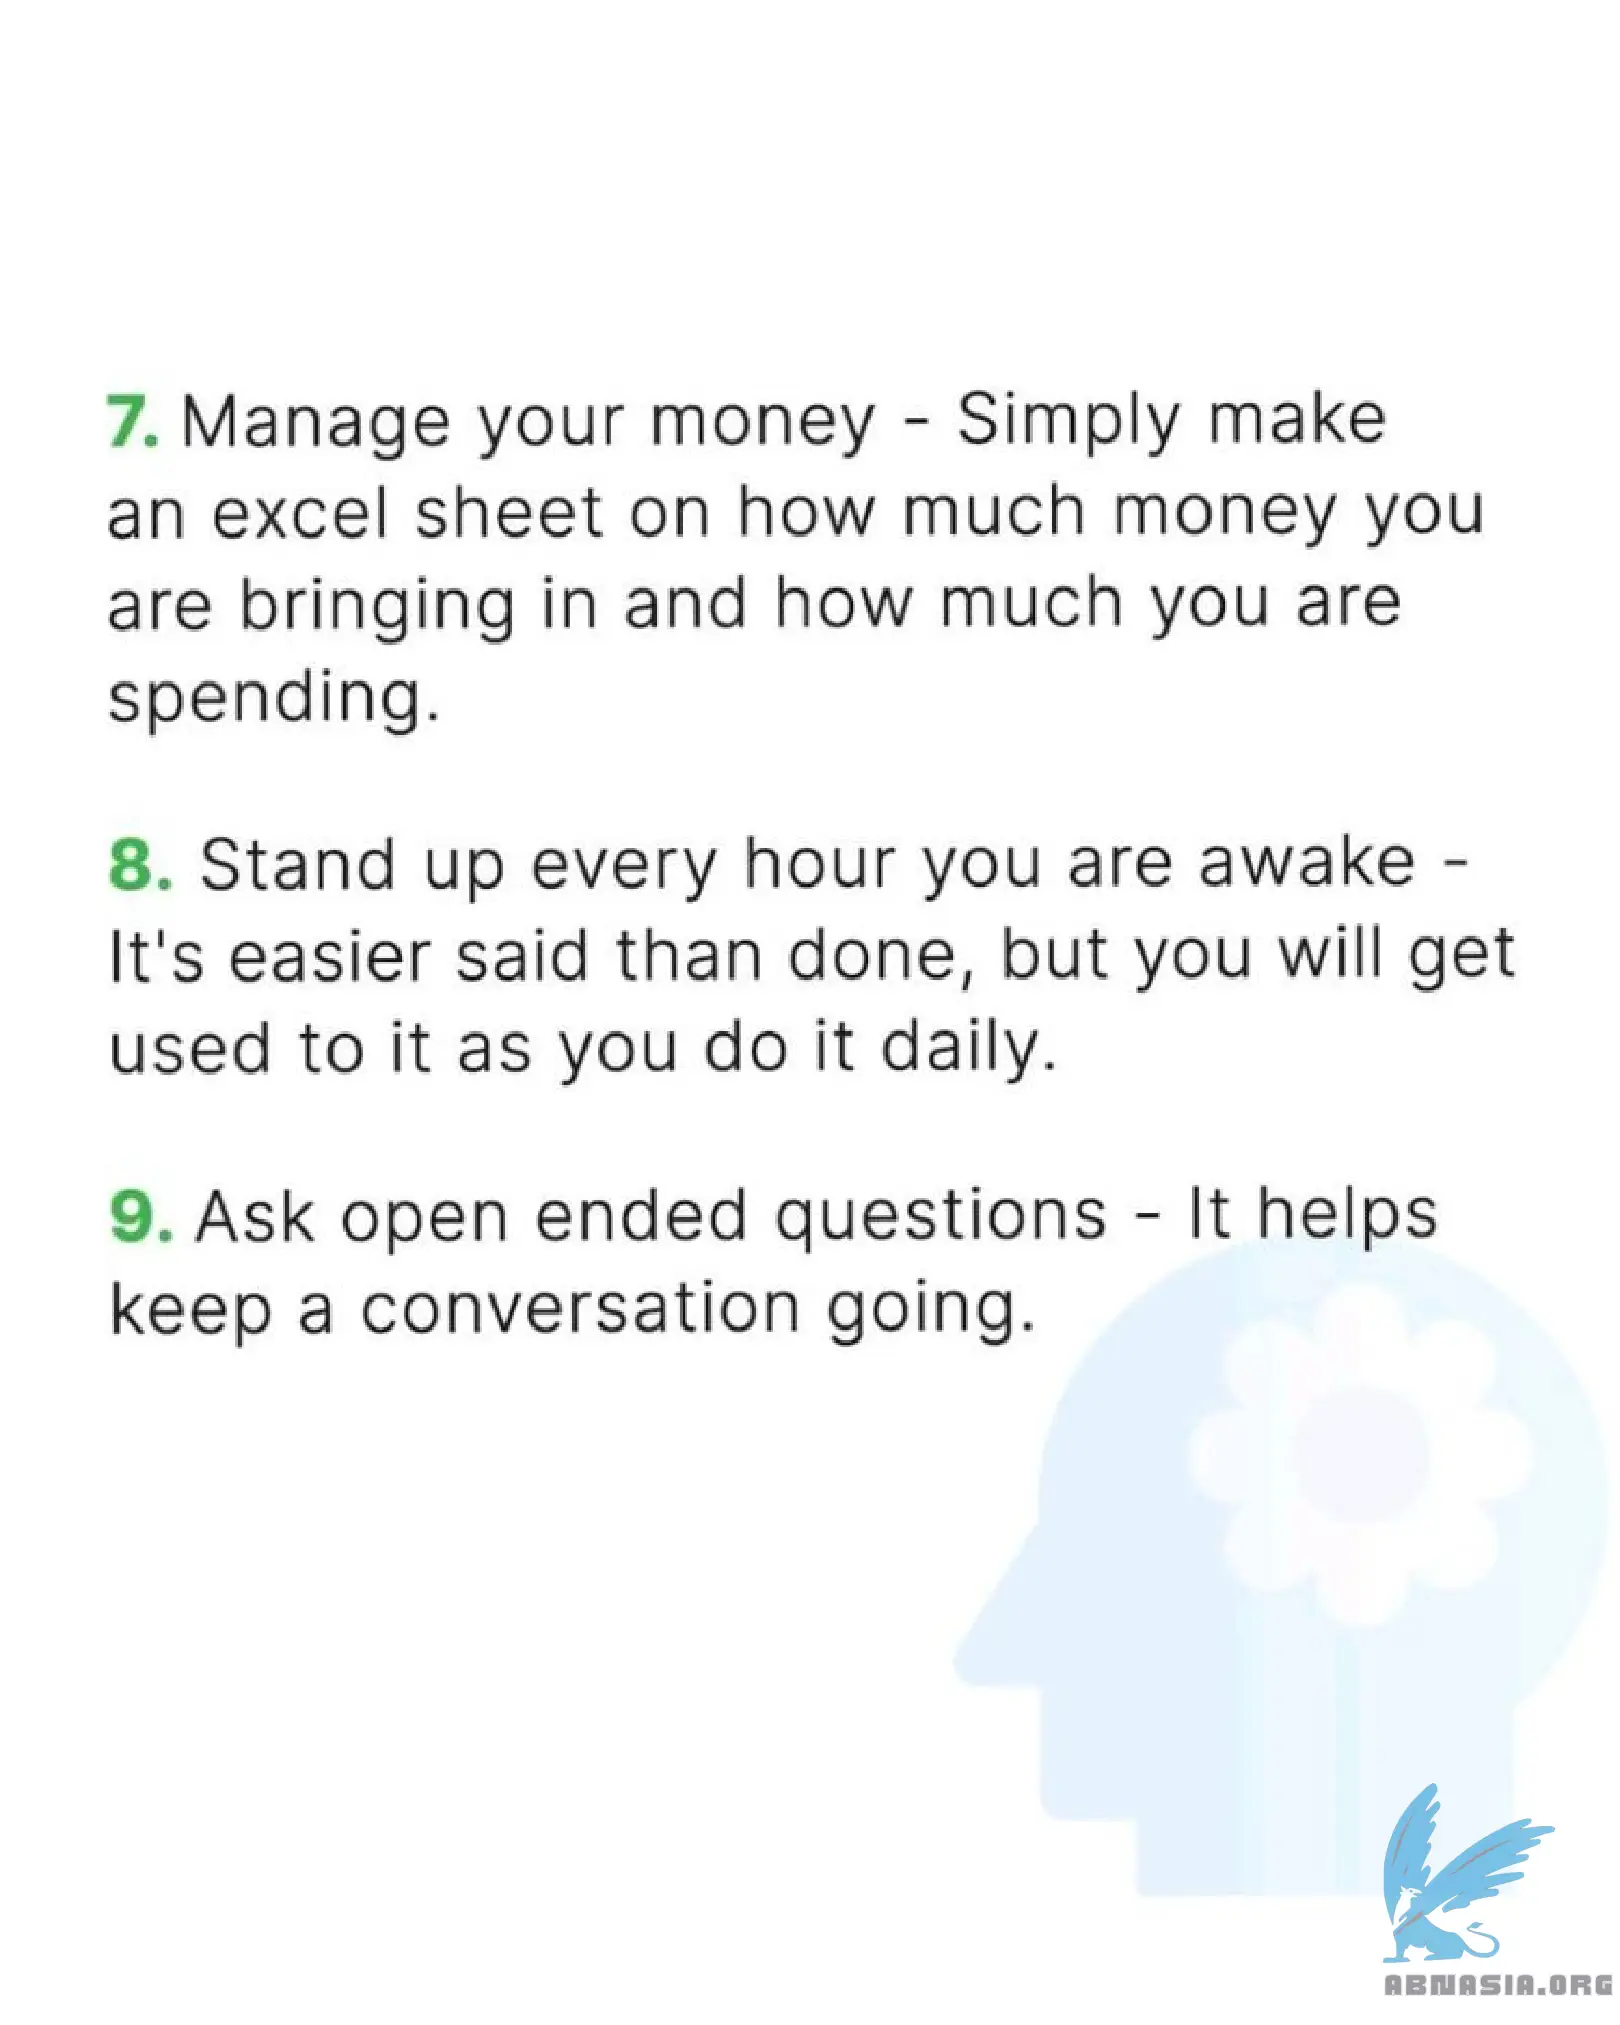 7. Manage your money - Simply make
an excel sheet on how much money you
are bringing in and how much you are
spending.
8. Stand up every hour you are awake -
It's easier said than done, but you will get
used to it as you do it daily.
9. Ask open ended questions - It helps
keep a conversation going.
ABNASIA.ORG